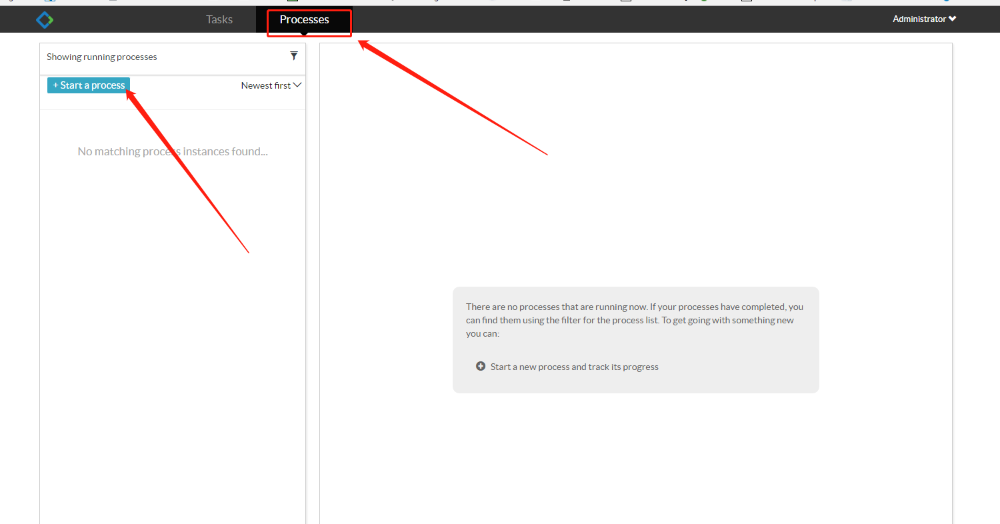 Tasks
Processes
Administrator
Showing running processes
+ Start a process
Newest first
No matching process instances found...
There are no processes that are running now. If your processes have completed, you
can find them using the filter for the process list. To get going with something new
you can:
Start a new process and track its progress